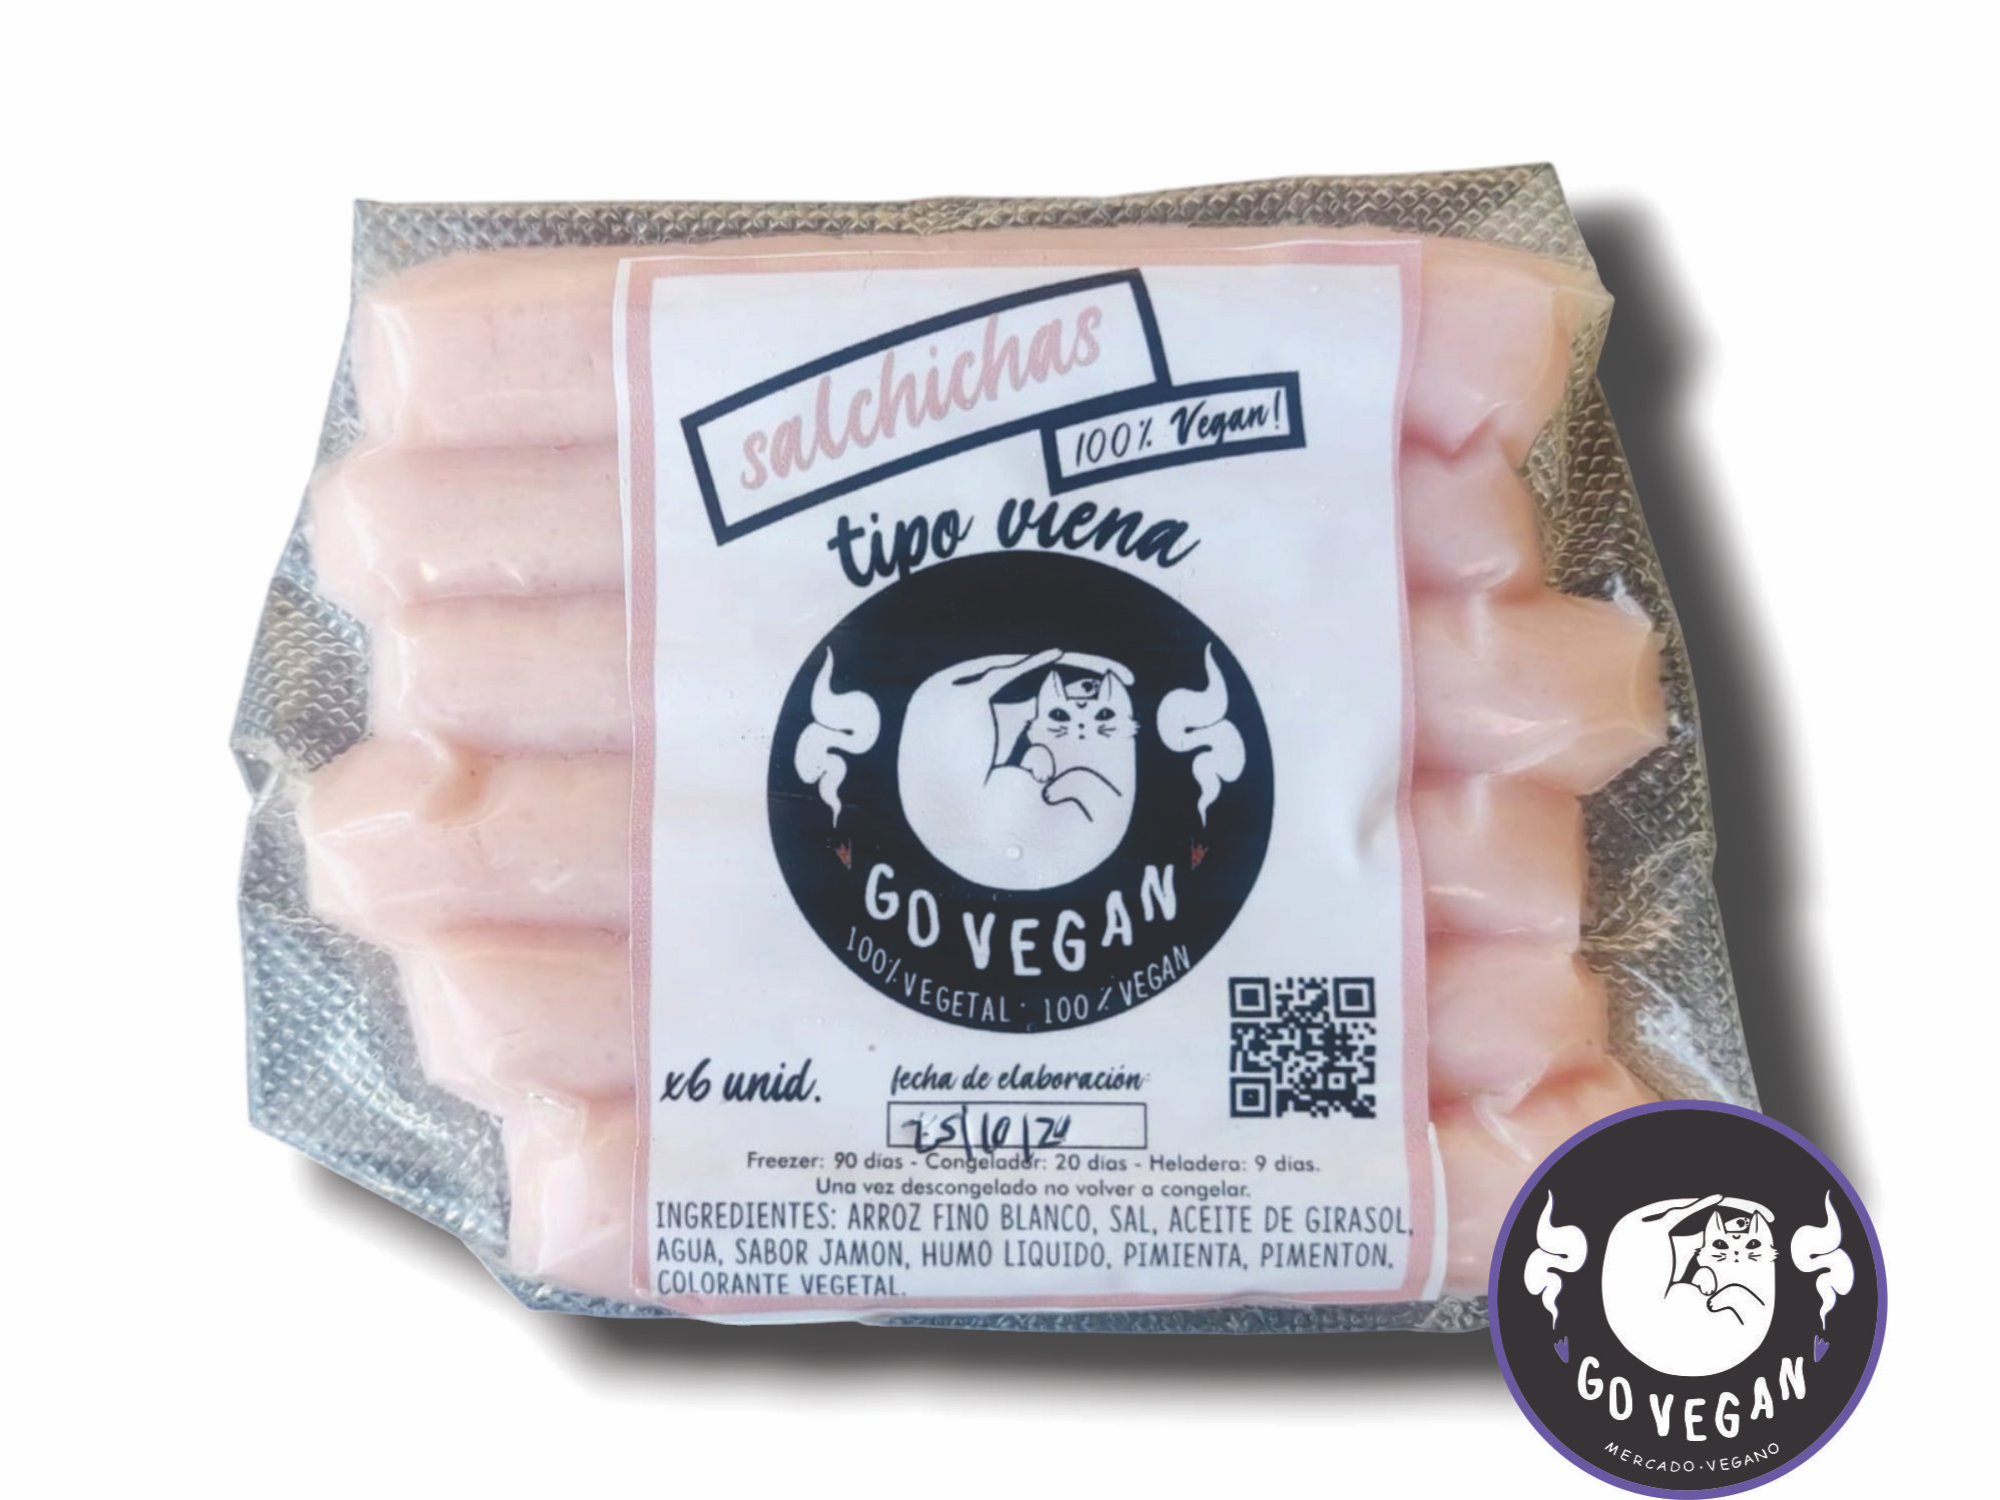 salchichas
100% Vegan!
tipo viena
GO VEGAN
100% VEGETAL · 100% VEGAN
x6 unid.
fecha de elaboración:
25/10/24
Freezer: 90 días - Congelador: 20 días - Heladera: 9 días.
Una vez descongelado no volver a congelar.
INGREDIENTES: ARROZ FINO BLANCO, SAL, ACEITE DE GIRASOL,
AGUA, SABOR JAMON, HUMO LIQUIDO, PIMIENTA, PIMENTON,
COLORANTE VEGETAL.
GO VEGAN
MERCADO · VEGANO